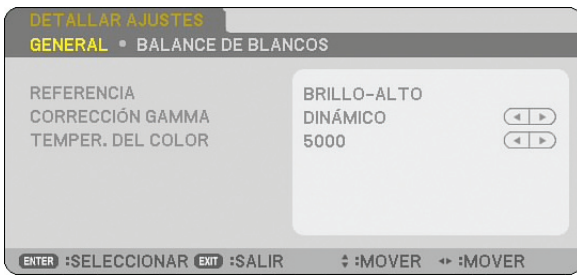 DETALLAR AJUSTES
GENERAL • BALANCE DE BLANCOS
REFERENCIA BRILLO-ALTO
CORRECCIÓN GAMMA DINÁMICO
TEMPER. DEL COLOR 5000
ENTER :SELECCIONAR EXIT :SALIR :MOVER :MOVER